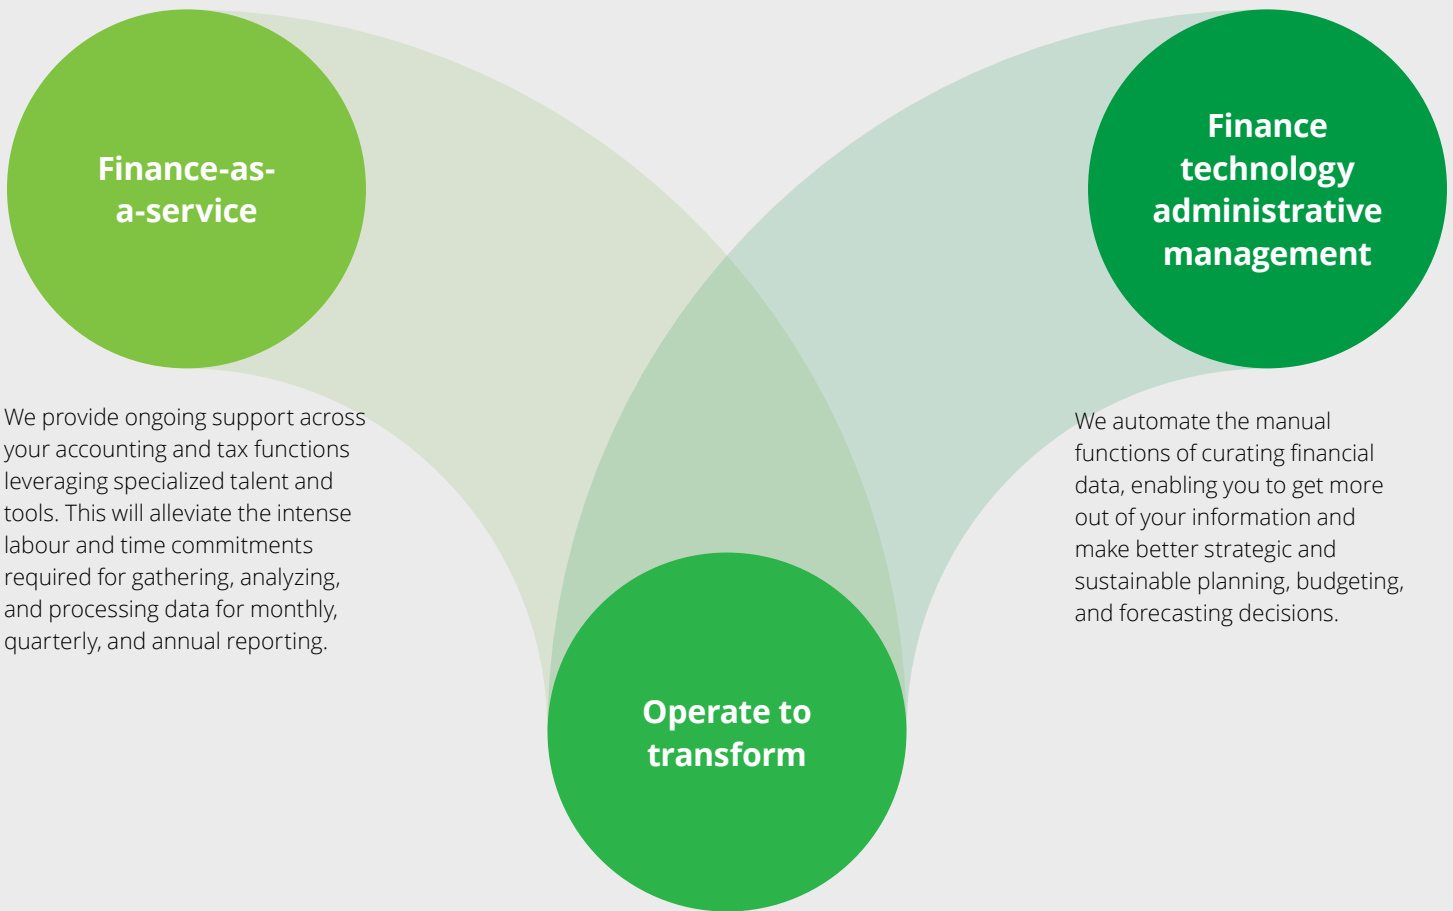 Finance-as-
a-service
We provide ongoing support across
your accounting and tax functions
leveraging specialized talent and
tools. This will alleviate the intense
labour and time commitments
required for gathering, analyzing,
and processing data for monthly,
quarterly, and annual reporting.
Finance
technology
administrative
management
We automate the manual
functions of curating financial
data, enabling you to get more
out of your information and
make better strategic and
sustainable planning, budgeting,
and forecasting decisions.
Operate to
transform